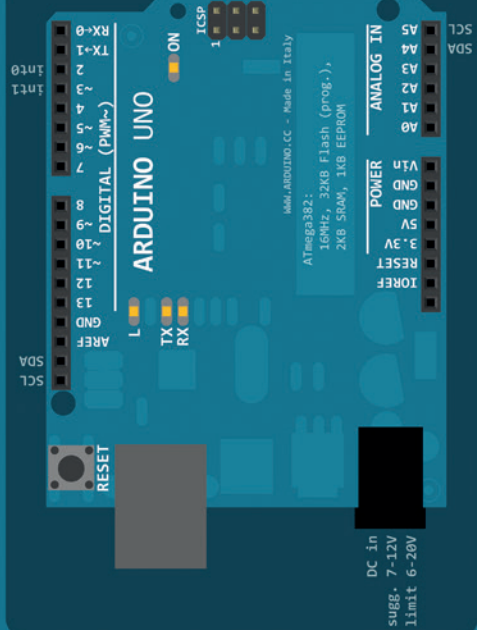 ICSP
1
ON
RX←0
TX→1
2
~3
4
~5
~6
7
int0
int1
8
~9
~10
~11
12
13
GND
AREF
SDA
SCL
DIGITAL (PWM~)
ARDUINO UNO
L
TX
RX
RESET
WWW.ARDUINO.CC - Made in Italy
ATmega382:
16MHz, 32KB Flash (prog.),
2KB SRAM, 1KB EEPROM
ANALOG IN
A5
A4
A3
A2
A1
A0
SCL
SDA
POWER
Vin
GND
GND
5V
3.3V
RESET
IOREF
DC in
sugg. 7-12V
limit 6-20V